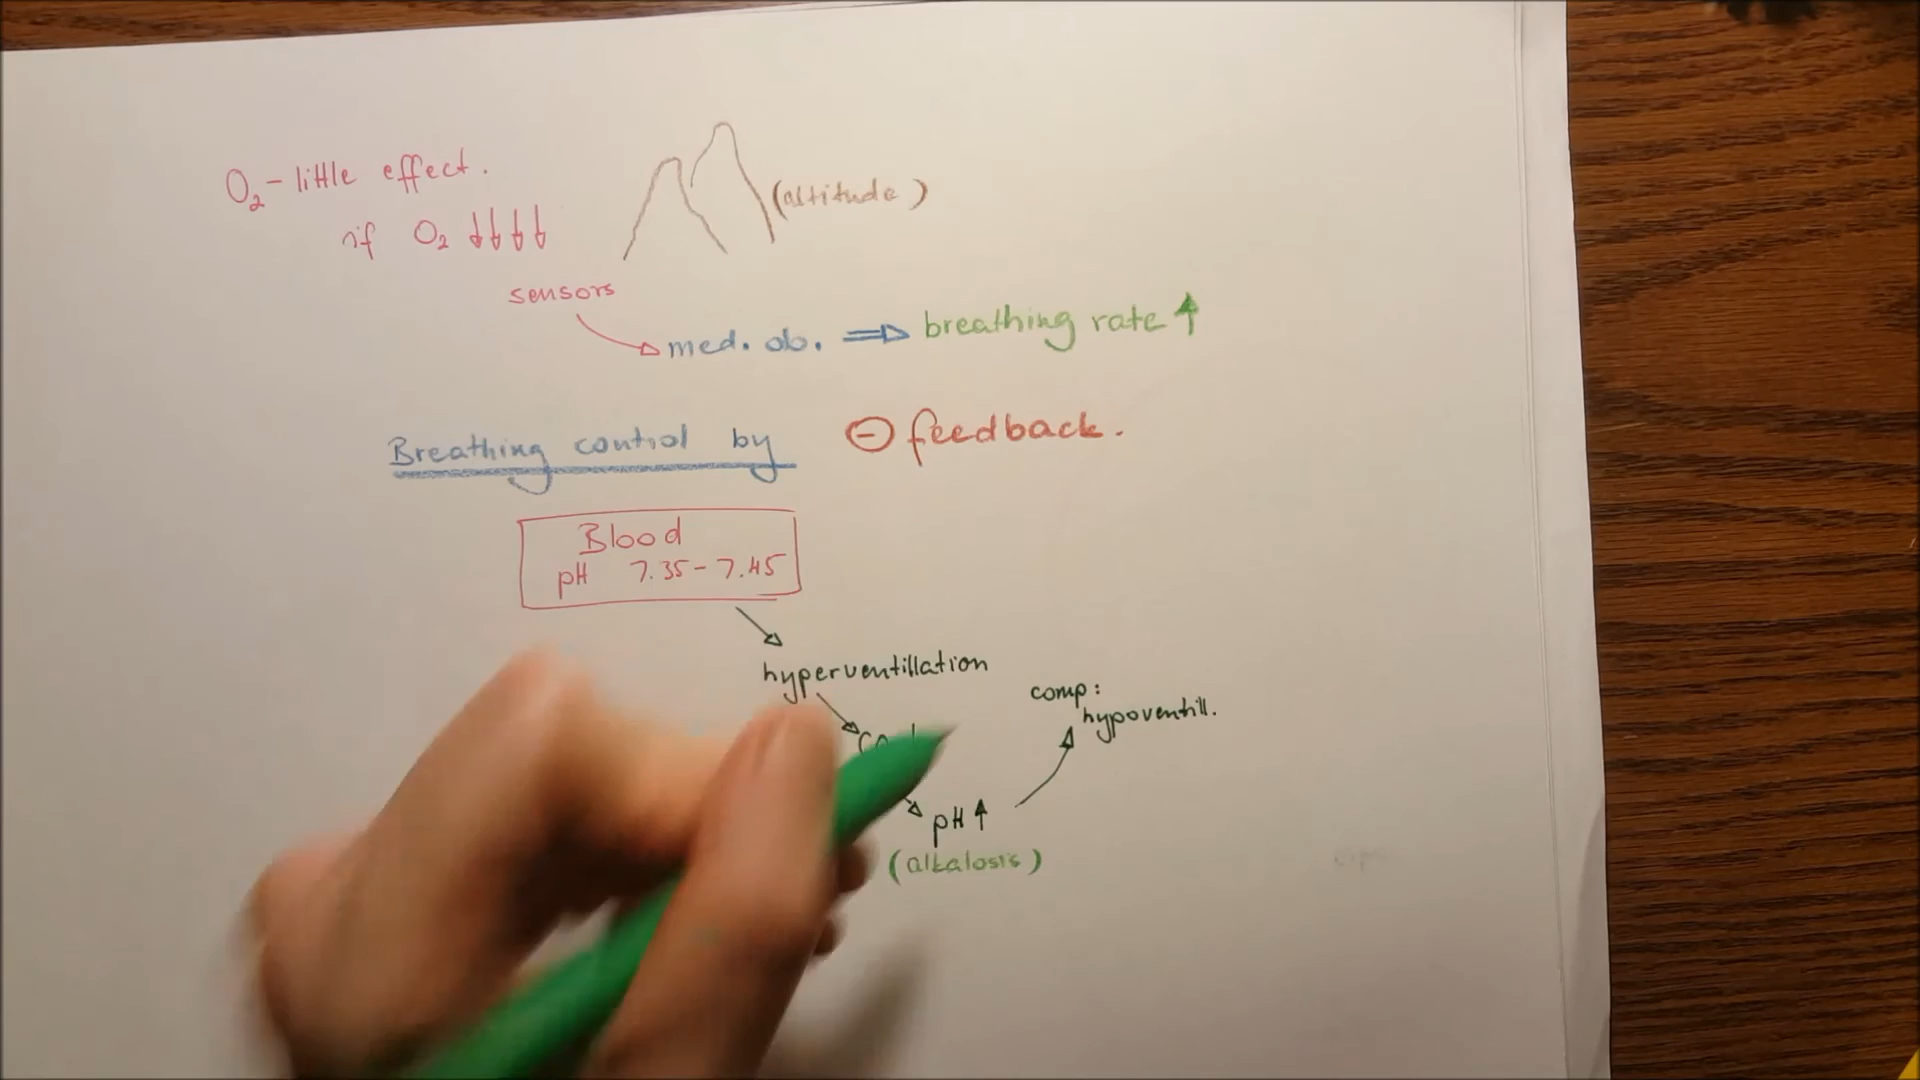 O2 - little effect.
if O2 ↓↓↓↓
(altitude)
sensors
med. ob. ⇒ breathing rate ↑
Breathing control by ⊖ feedback.
Blood
pH 7.35 - 7.45
hyperventillation
comp:
hypoventill.
pH ↑
(alkalosis)